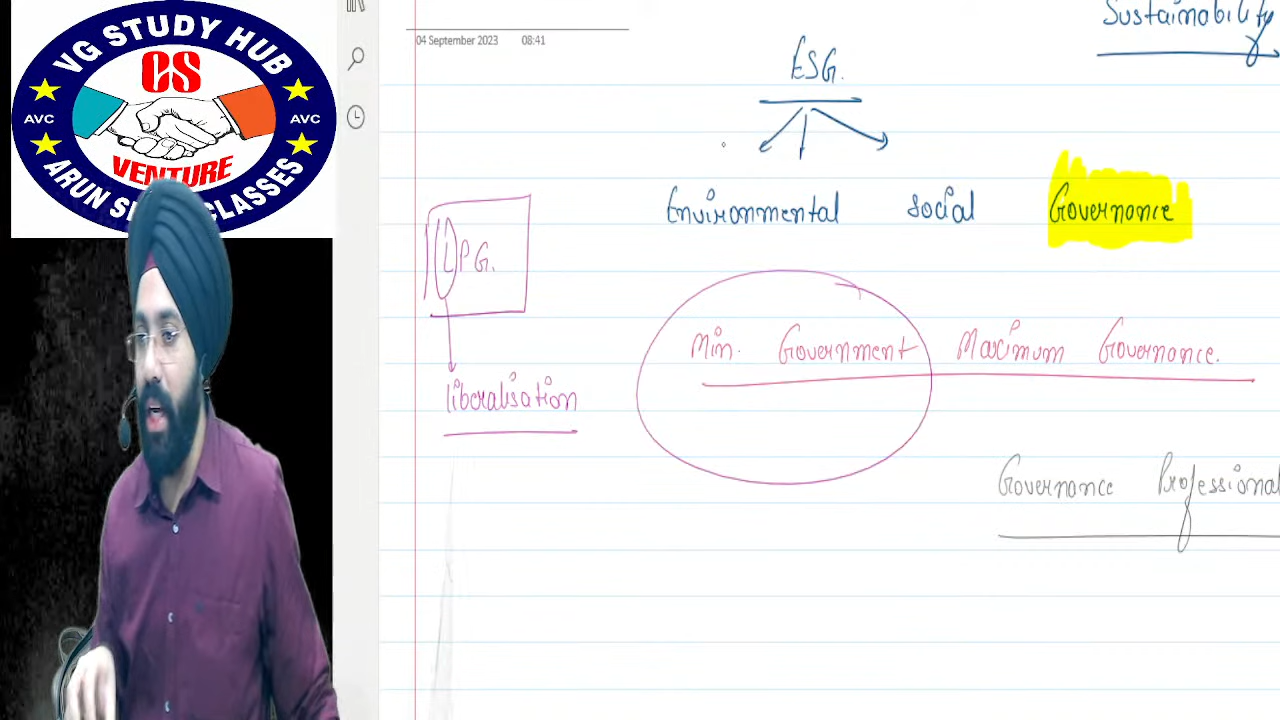 VG STUDY HUB
CS
AVC
AVC
VENTURE
Sustainability
04 September 2023 08:41
ESG.
Environmental Social Governance
LPG.
Min. Government Maximum Governance.
liberalisation
Governance Professional